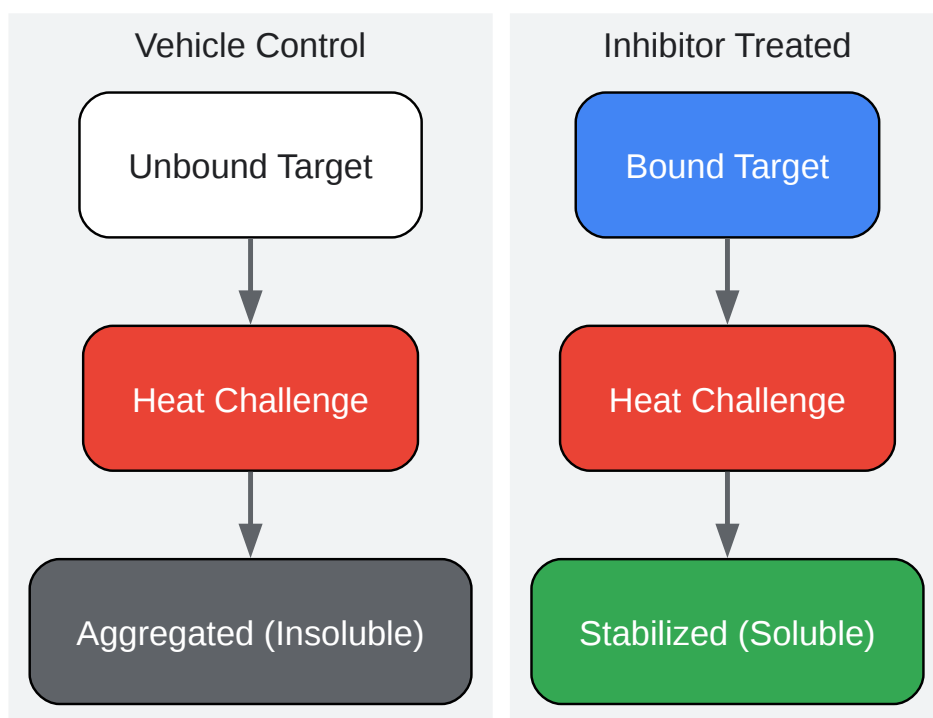 Vehicle Control
Unbound Target
Heat Challenge
Aggregated (Insoluble)
Inhibitor Treated
Bound Target
Heat Challenge
Stabilized (Soluble)